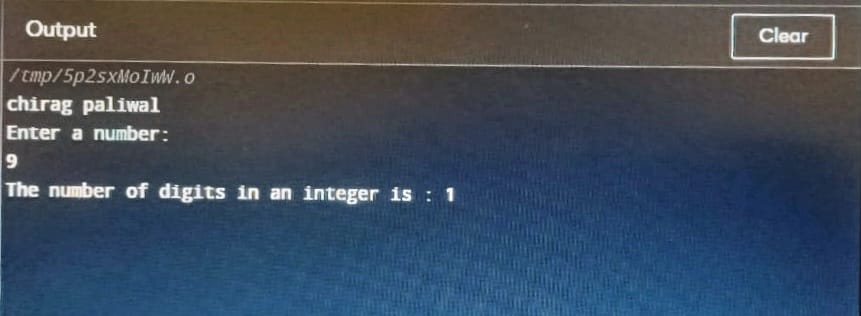 Output
Clear
/tmp/5p2sxMoIwW.o
chirag paliwal
Enter a number:
9
The number of digits in an integer is : 1